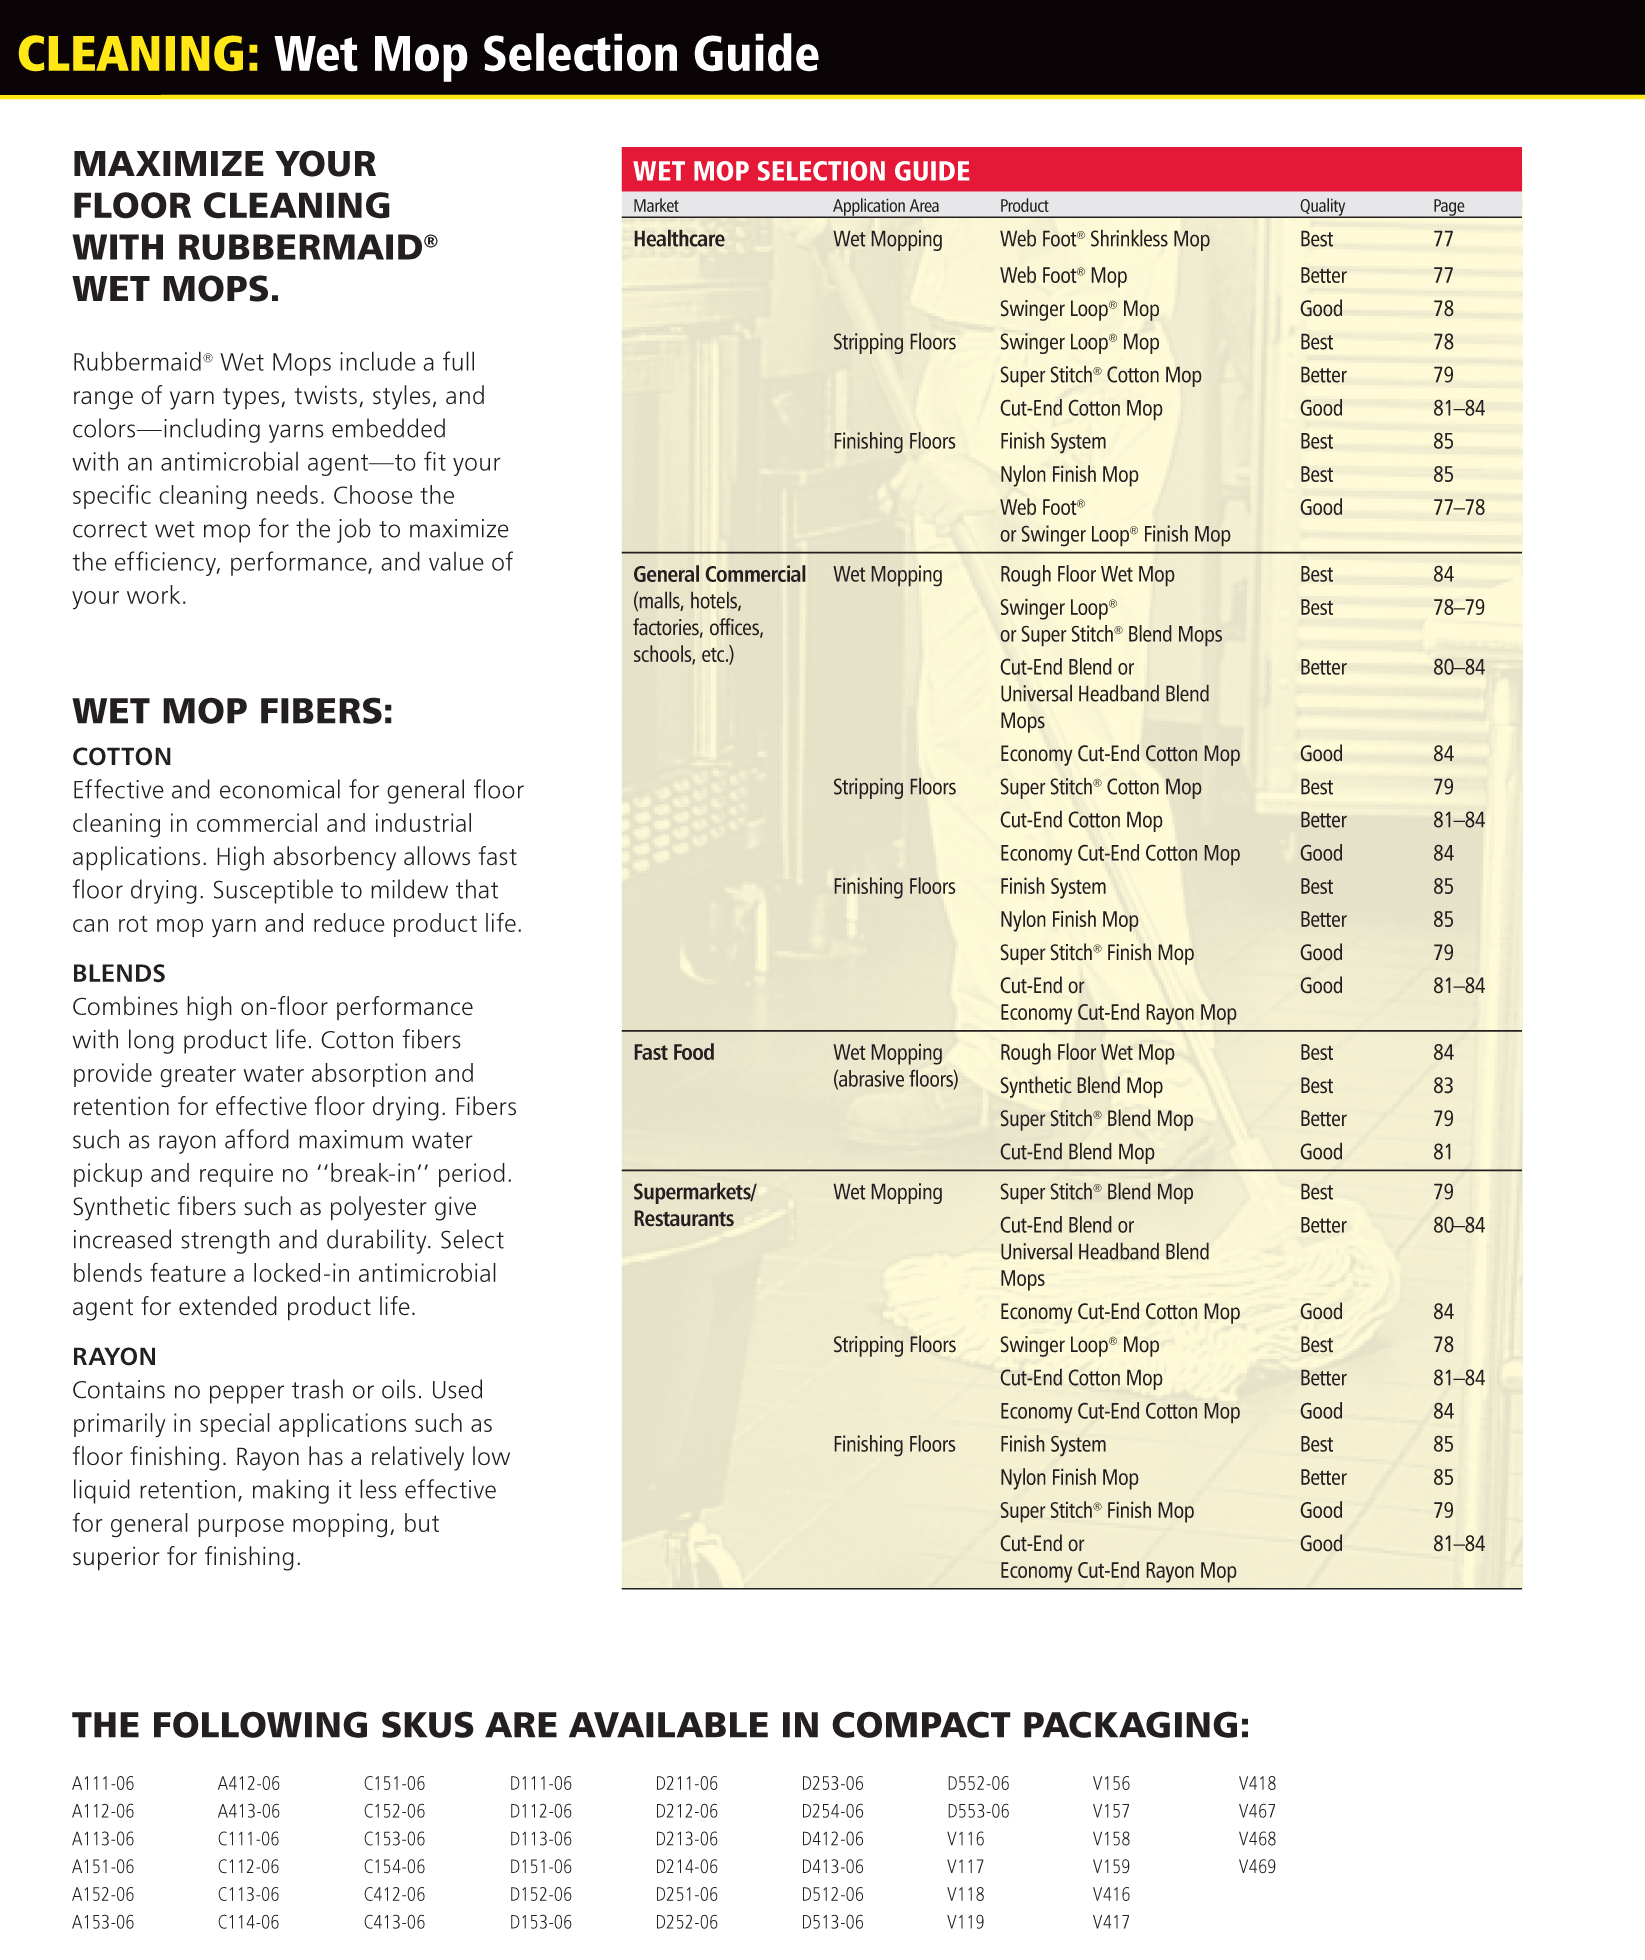 CLEANING: Wet Mop Selection Guide
MAXIMIZE YOUR
FLOOR CLEANING
WITH RUBBERMAID®
WET MOPS.
Rubbermaid® Wet Mops include a full
range of yarn types, twists, styles, and
colors—including yarns embedded
with an antimicrobial agent—to fit your
specific cleaning needs. Choose the
correct wet mop for the job to maximize
the efficiency, performance, and value of
your work.
WET MOP FIBERS:
COTTON
Effective and economical for general floor
cleaning in commercial and industrial
applications. High absorbency allows fast
floor drying. Susceptible to mildew that
can rot mop yarn and reduce product life.
BLENDS
Combines high on-floor performance
with long product life. Cotton fibers
provide greater water absorption and
retention for effective floor drying. Fibers
such as rayon afford maximum water
pickup and require no ‘‘break-in’’ period.
Synthetic fibers such as polyester give
increased strength and durability. Select
blends feature a locked-in antimicrobial
agent for extended product life.
RAYON
Contains no pepper trash or oils. Used
primarily in special applications such as
floor finishing. Rayon has a relatively low
liquid retention, making it less effective
for general purpose mopping, but
superior for finishing.
WET MOP SELECTION GUIDE
Market Application Area Product Quality Page
Healthcare Wet Mopping Web Foot® Shrinkless Mop Best 77
Web Foot® Mop Better 77
Swinger Loop® Mop Good 78
Stripping Floors Swinger Loop® Mop Best 78
Super Stitch® Cotton Mop Better 79
Cut-End Cotton Mop Good 81–84
Finishing Floors Finish System Best 85
Nylon Finish Mop Best 85
Web Foot® Good 77–78
or Swinger Loop® Finish Mop
General Commercial Wet Mopping Rough Floor Wet Mop Best 84
(malls, hotels, Swinger Loop® Best 78–79
factories, offices, or Super Stitch® Blend Mops
schools, etc.) Cut-End Blend or Better 80–84
Universal Headband Blend
Mops
Economy Cut-End Cotton Mop Good 84
Stripping Floors Super Stitch® Cotton Mop Best 79
Cut-End Cotton Mop Better 81–84
Economy Cut-End Cotton Mop Good 84
Finishing Floors Finish System Best 85
Nylon Finish Mop Better 85
Super Stitch® Finish Mop Good 79
Cut-End or Good 81–84
Economy Cut-End Rayon Mop
Fast Food Wet Mopping Rough Floor Wet Mop Best 84
(abrasive floors) Synthetic Blend Mop Best 83
Super Stitch® Blend Mop Better 79
Cut-End Blend Mop Good 81
Supermarkets/ Wet Mopping Super Stitch® Blend Mop Best 79
Restaurants Cut-End Blend or Better 80–84
Universal Headband Blend
Mops
Economy Cut-End Cotton Mop Good 84
Stripping Floors Swinger Loop® Mop Best 78
Cut-End Cotton Mop Better 81–84
Economy Cut-End Cotton Mop Good 84
Finishing Floors Finish System Best 85
Nylon Finish Mop Better 85
Super Stitch® Finish Mop Good 79
Cut-End or Good 81–84
Economy Cut-End Rayon Mop
THE FOLLOWING SKUS ARE AVAILABLE IN COMPACT PACKAGING:
A111-06 A412-06 C151-06 D111-06 D211-06 D253-06 D552-06 V156 V418
A112-06 A413-06 C152-06 D112-06 D212-06 D254-06 D553-06 V157 V467
A113-06 C111-06 C153-06 D113-06 D213-06 D412-06 V116 V158 V468
A151-06 C112-06 C154-06 D151-06 D214-06 D413-06 V117 V159 V469
A152-06 C113-06 C412-06 D152-06 D251-06 D512-06 V118 V416
A153-06 C114-06 C413-06 D153-06 D252-06 D513-06 V119 V417